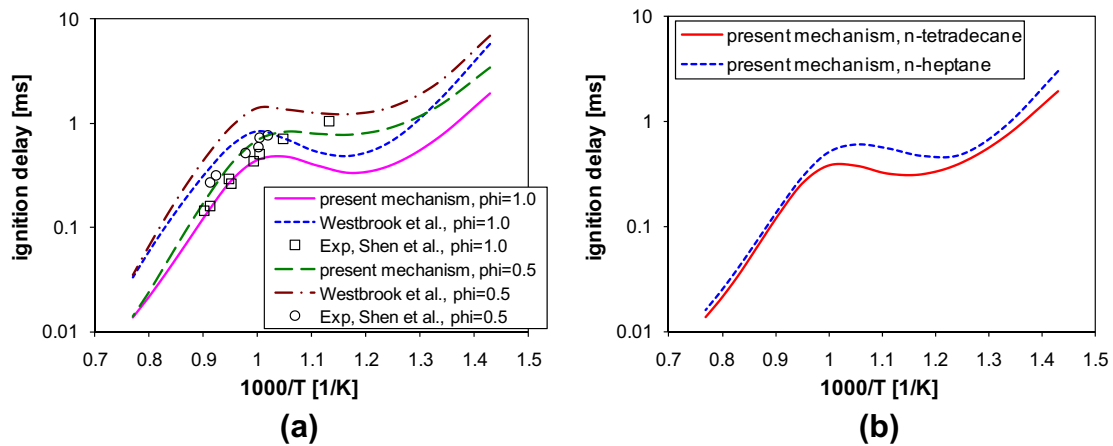 10
1
0.1
0.01
ignition delay [ms]
present mechanism, phi=1.0
Westbrook et al., phi=1.0
Exp, Shen et al., phi=1.0
present mechanism, phi=0.5
Westbrook et al., phi=0.5
Exp, Shen et al., phi=0.5
0.7 0.8 0.9 1 1.1 1.2 1.3 1.4 1.5
1000/T [1/K]
(a)
10
1
0.1
0.01
ignition delay [ms]
present mechanism, n-tetradecane
present mechanism, n-heptane
0.7 0.8 0.9 1 1.1 1.2 1.3 1.4 1.5
1000/T [1/K]
(b)